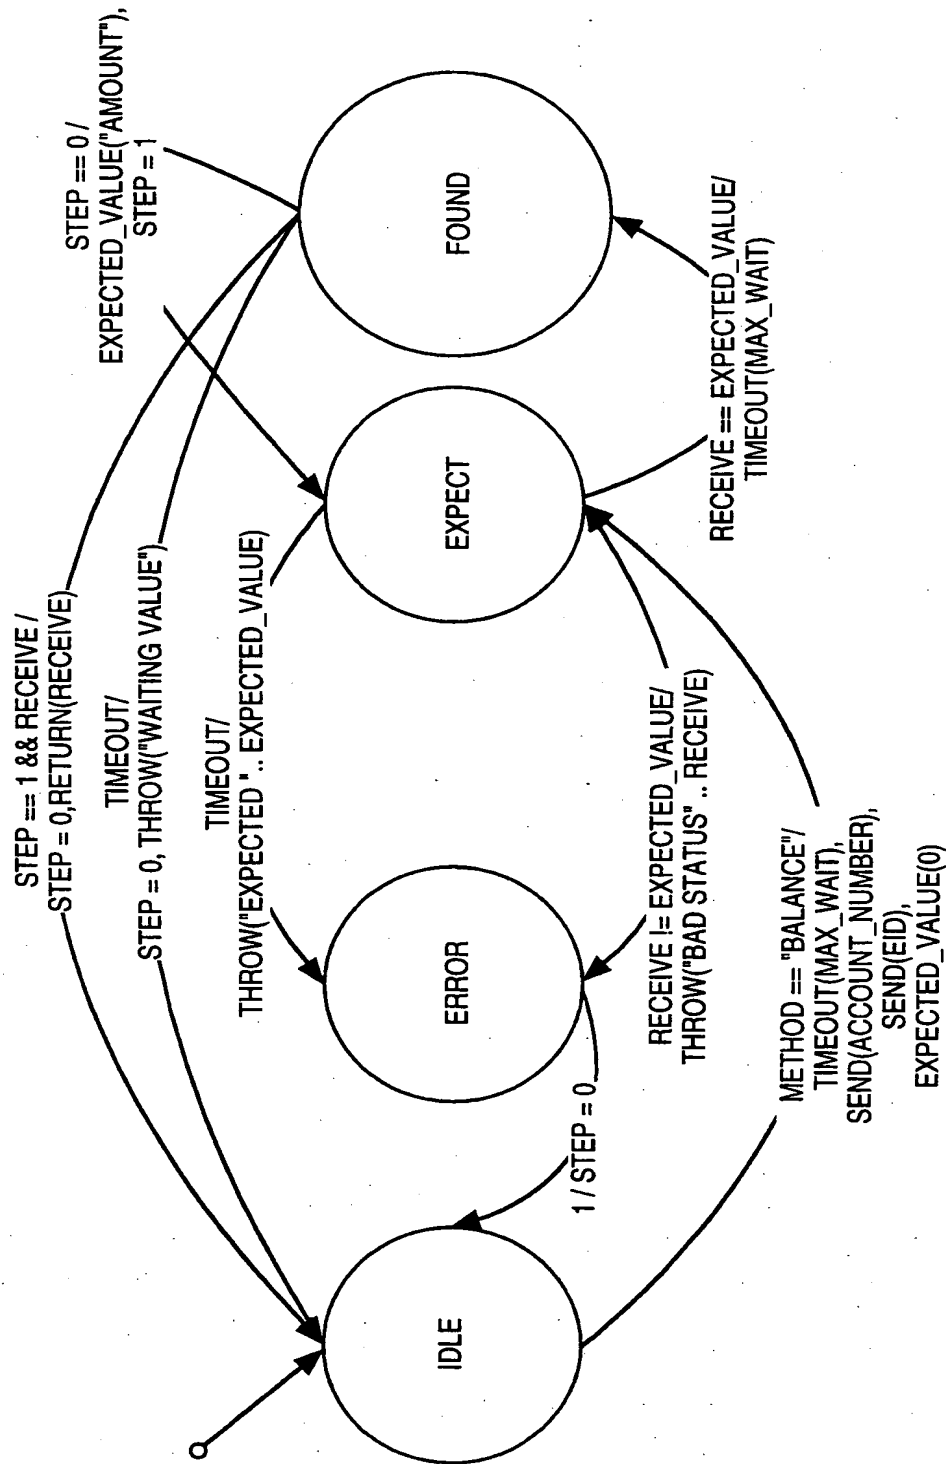 STEP == 1 && RECEIVE /
STEP = 0,RETURN(RECEIVE)
TIMEOUT/
STEP = 0, THROW("WAITING VALUE")
TIMEOUT/
THROW("EXPECTED ".. EXPECTED_VALUE)
STEP == 0 /
EXPECTED_VALUE("AMOUNT"),
STEP = 1
IDLE
ERROR
EXPECT
FOUND
1 / STEP = 0
RECEIVE != EXPECTED_VALUE/
THROW("BAD STATUS" .. RECEIVE)
RECEIVE == EXPECTED_VALUE/
TIMEOUT(MAX_WAIT)
METHOD == "BALANCE"/
TIMEOUT(MAX_WAIT),
SEND(ACCOUNT_NUMBER),
SEND(EID),
EXPECTED_VALUE(0)